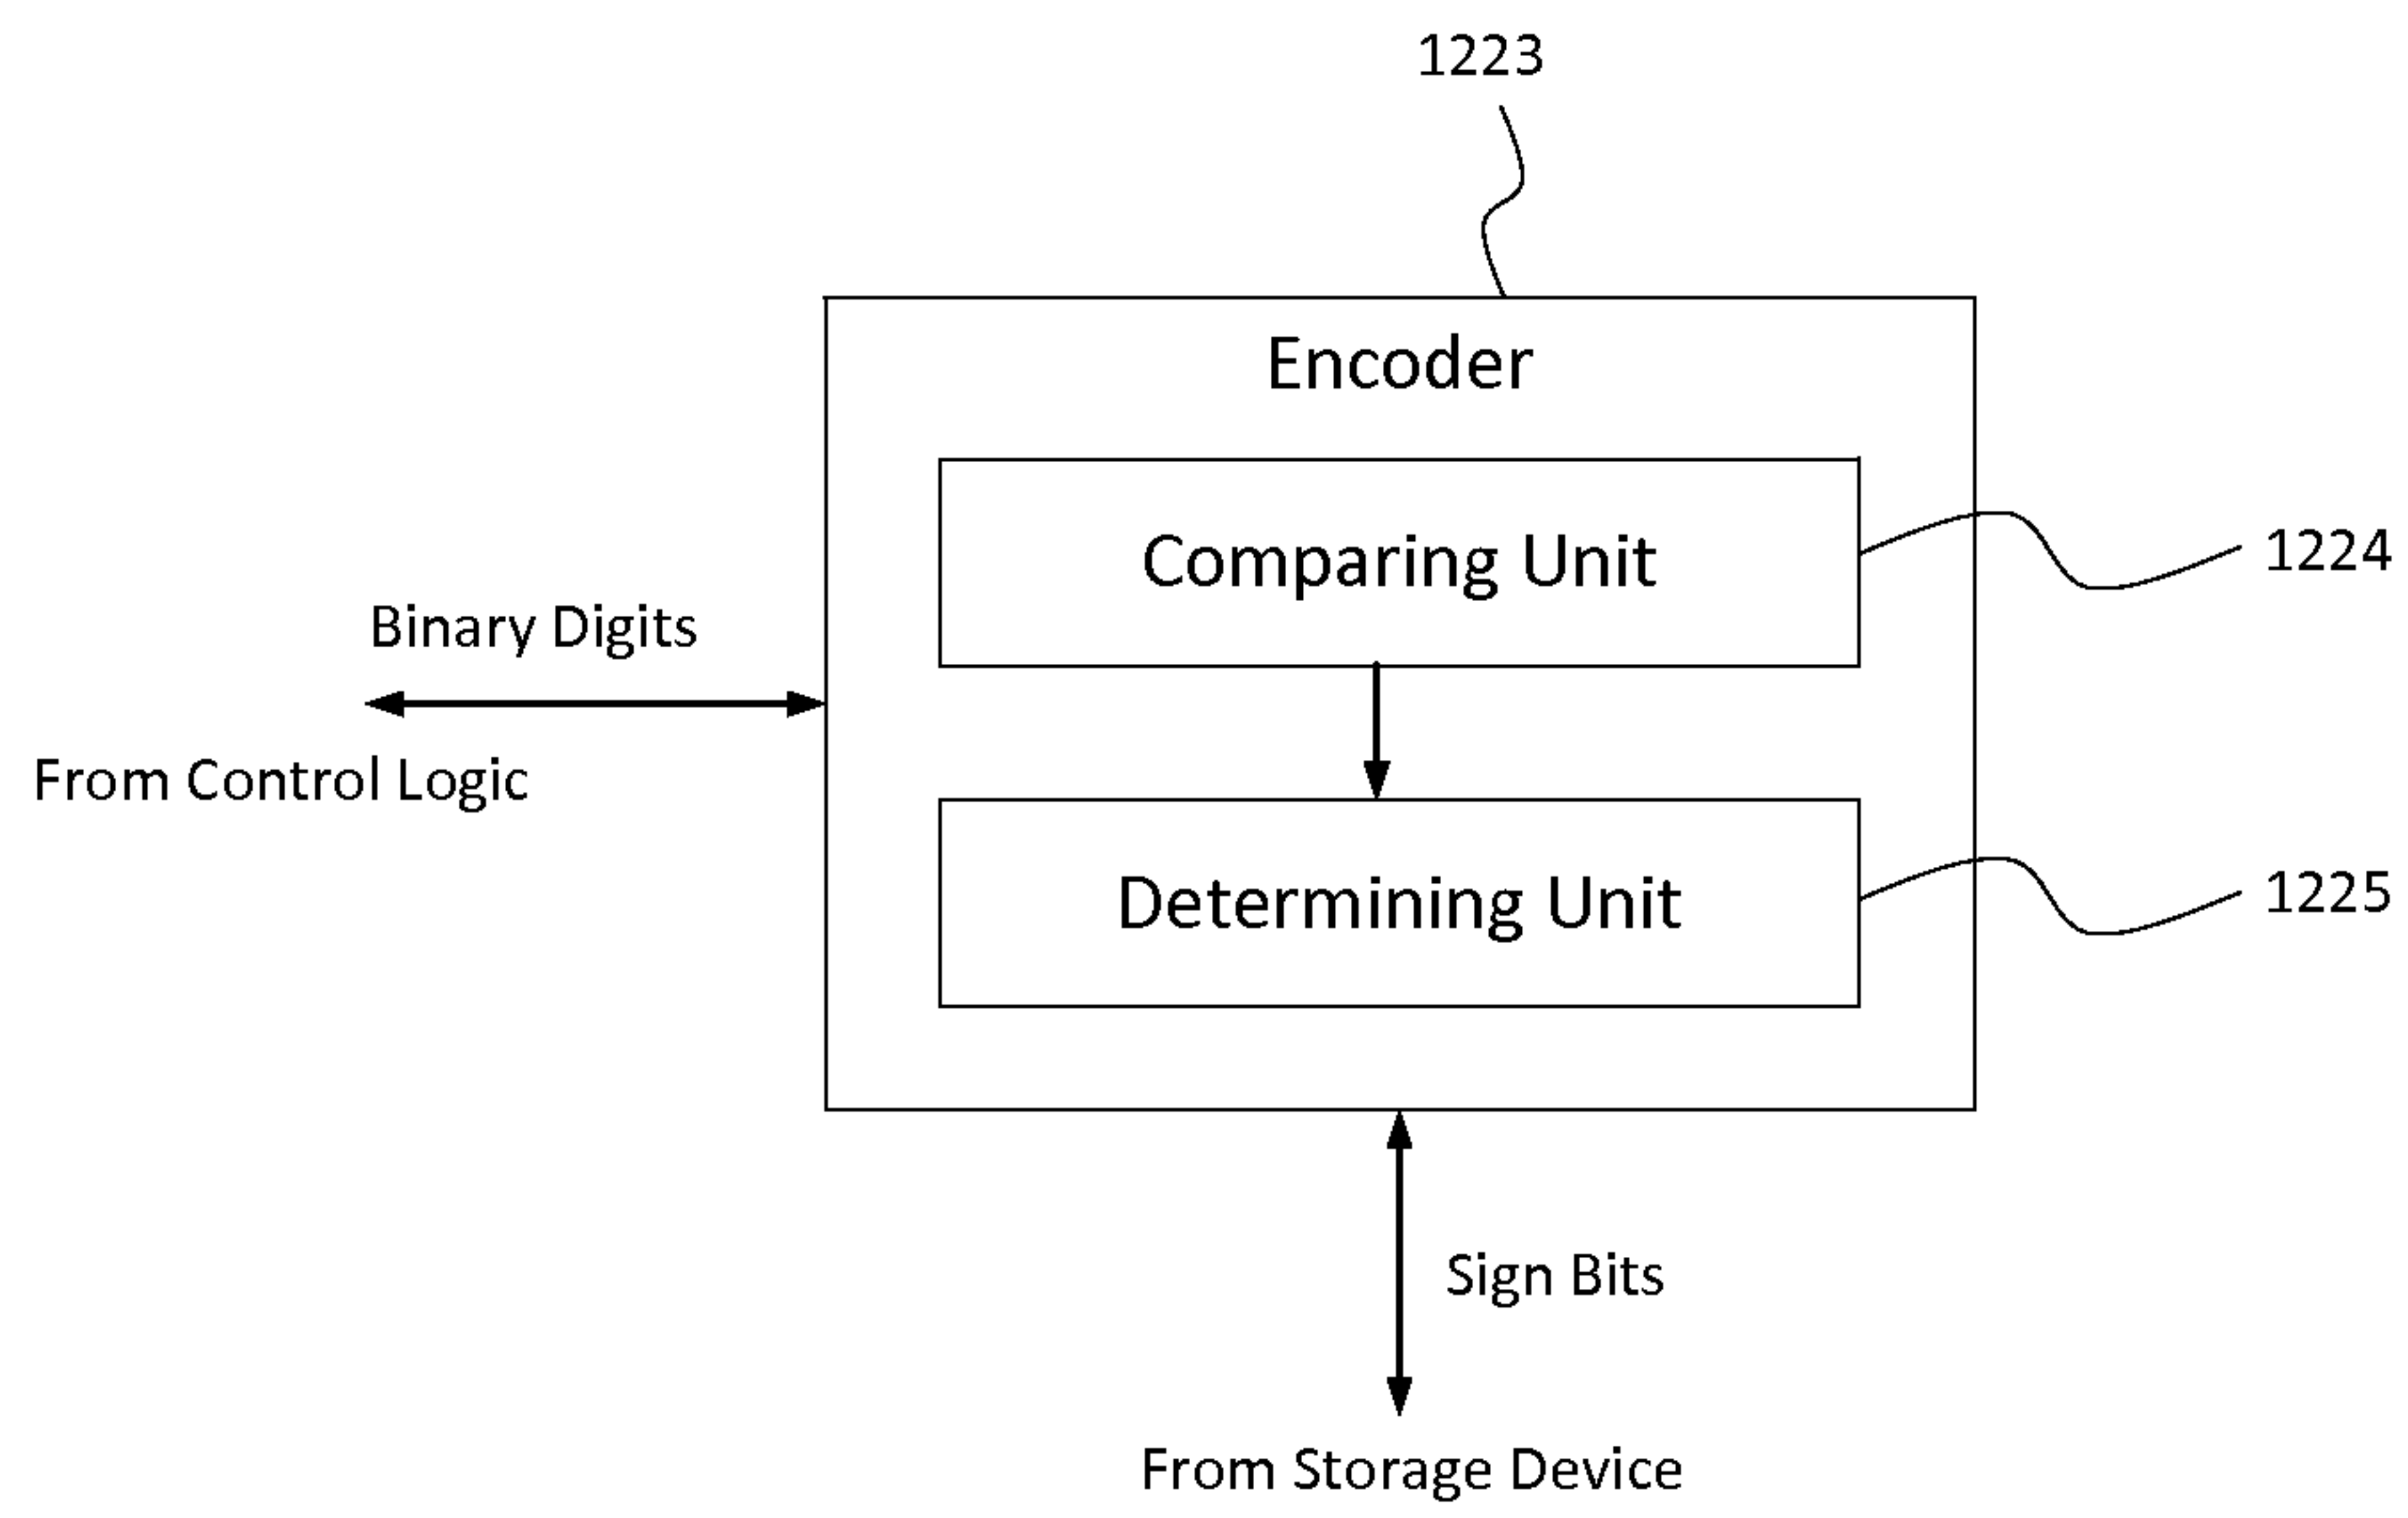 1223
Encoder
Comparing Unit
1224
Binary Digits
From Control Logic
Determining Unit
1225
Sign Bits
From Storage Device